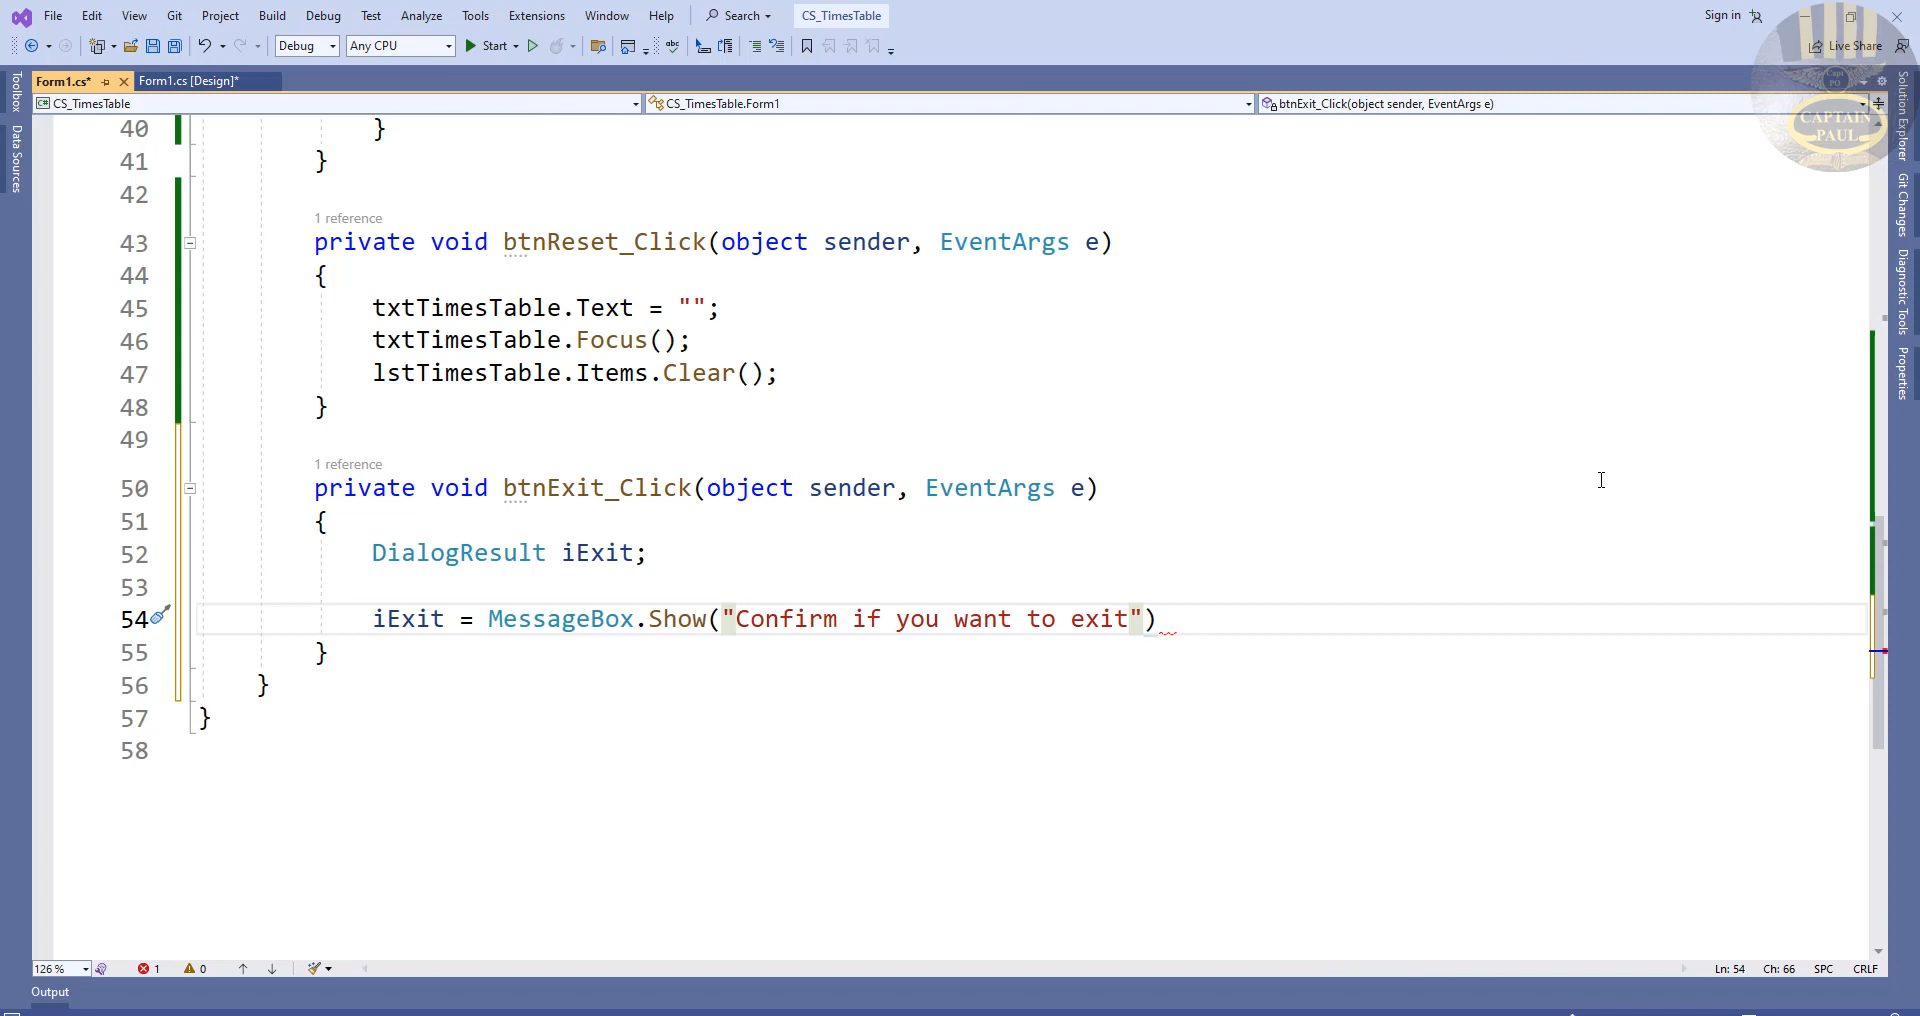 File Edit View Git Project Build Debug Test Analyze Tools Extensions Window Help Search CS_TimesTable Sign in
Debug Any CPU Start Live Share
Form1.cs* Form1.cs [Design]*
CS_TimesTable CS_TimesTable.Form1 btnExit_Click(object sender, EventArgs e)
Toolbox
Data Sources
Solution Explorer
Git Changes
Diagnostic Tools
Properties
Capt
PO
CAPTAIN
PAUL
40 }
41 }
42
1 reference
43 private void btnReset_Click(object sender, EventArgs e)
44 {
45 txtTimesTable.Text = "";
46 txtTimesTable.Focus();
47 lstTimesTable.Items.Clear();
48 }
49
1 reference
50 private void btnExit_Click(object sender, EventArgs e)
51 {
52 DialogResult iExit;
53
54 iExit = MessageBox.Show("Confirm if you want to exit")
55 }
56 }
57 }
58
126 % 1 0 Ln: 54 Ch: 66 SPC CRLF
Output